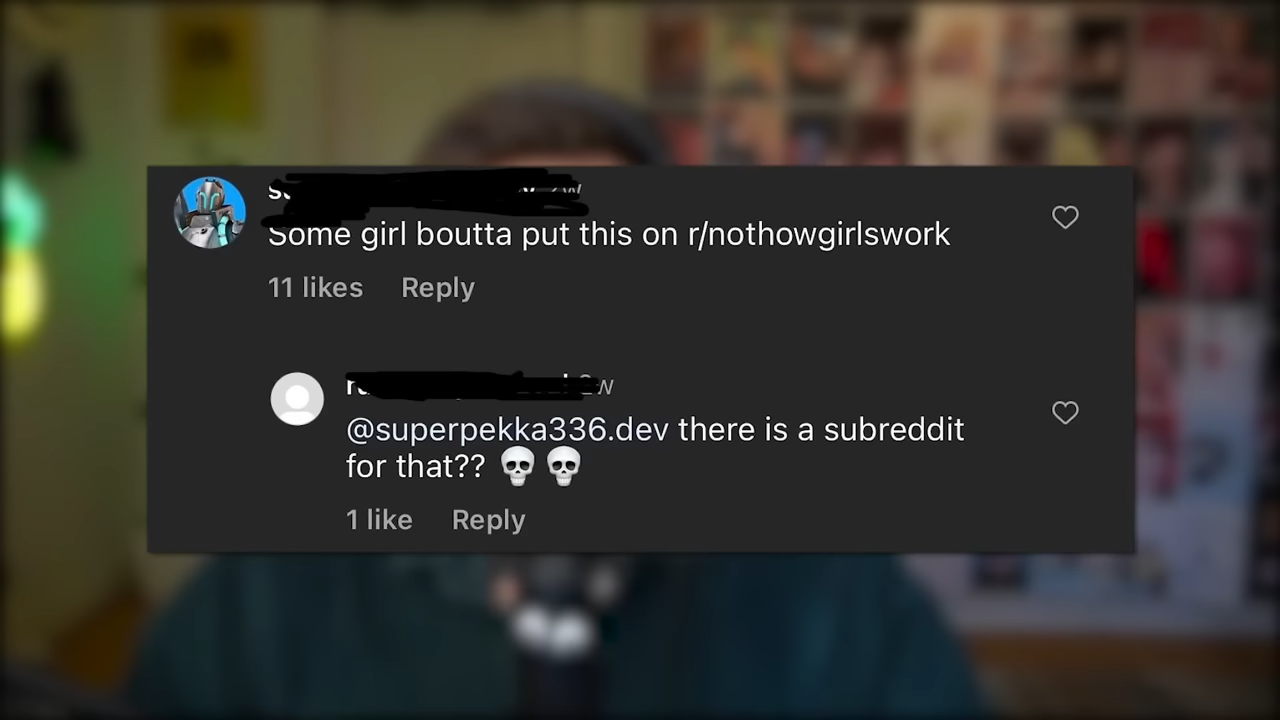 Some girl boutta put this on r/nothowgirlswork
11 likes Reply
@superpekka336.dev there is a subreddit
for that?? 💀💀
1 like Reply